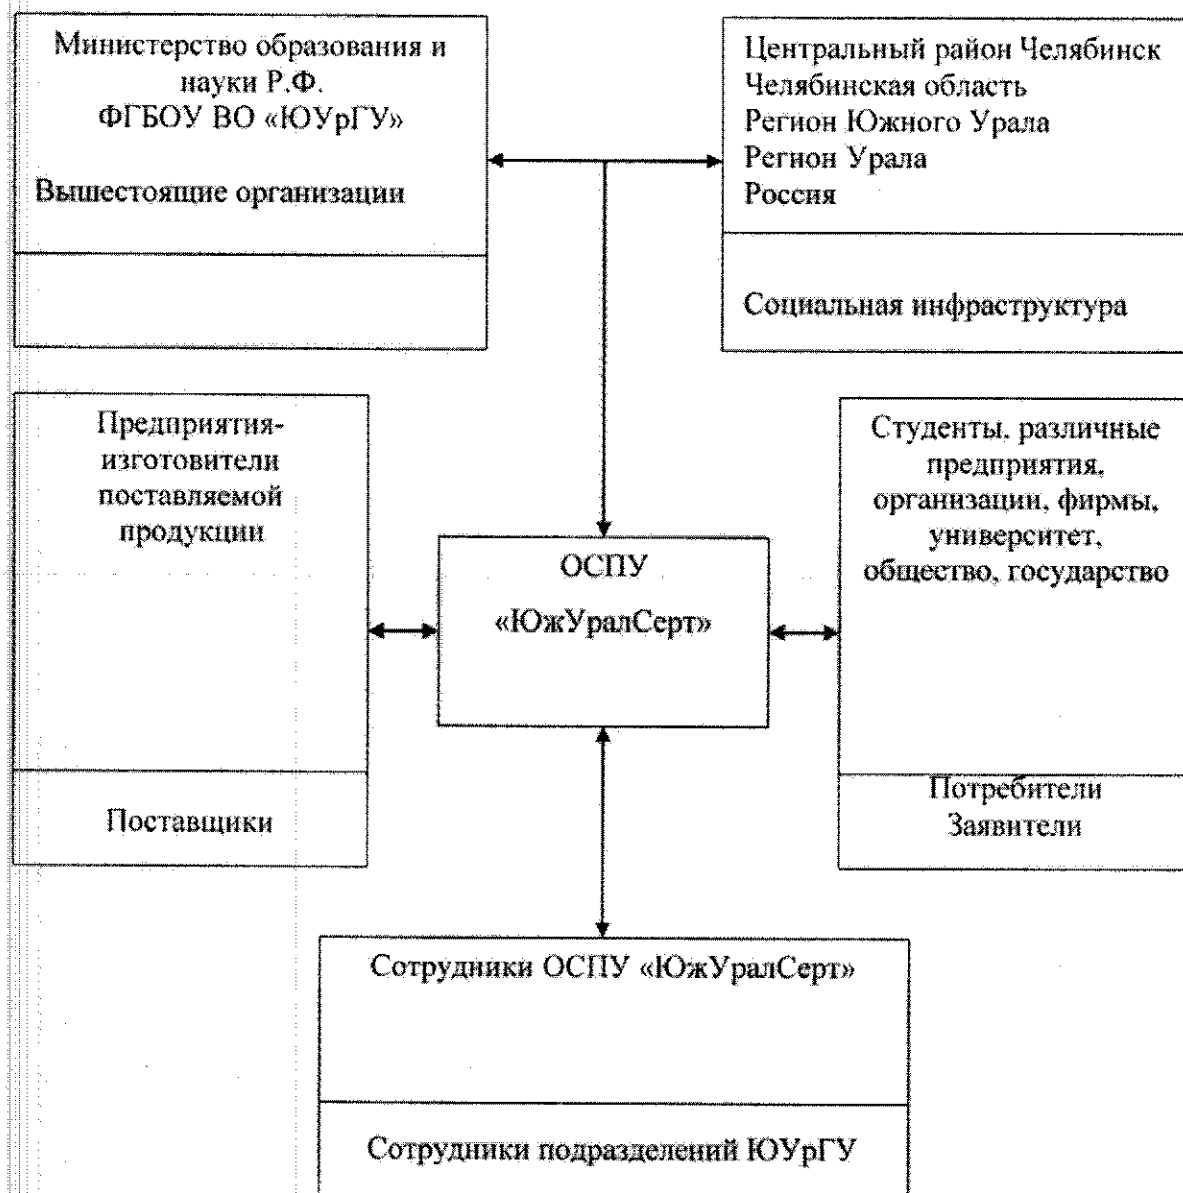 Министерство образования и
науки Р.Ф.
ФГБОУ ВО «ЮУрГУ»
Вышестоящие организации
Центральный район Челябинск
Челябинская область
Регион Южного Урала
Регион Урала
Россия
Социальная инфраструктура
Предприятия-
изготовители
поставляемой
продукции
Поставщики
ОСПУ
«ЮжУралСерт»
Студенты, различные
предприятия,
организации, фирмы,
университет,
общество, государство
Потребители
Заявители
Сотрудники ОСПУ «ЮжУралСерт»
Сотрудники подразделений ЮУрГУ